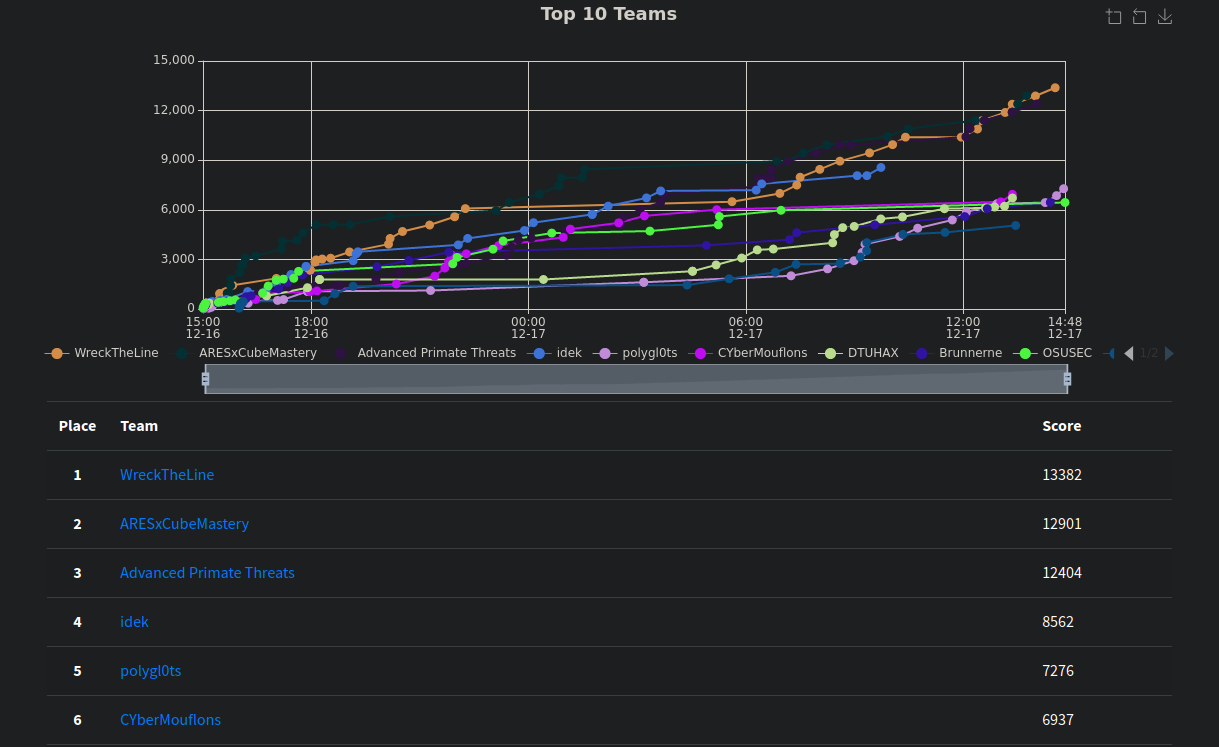 Top 10 Teams
15,000
12,000
9,000
6,000
3,000
0
15:00 18:00 00:00 06:00 12:00 14:48
12-16 12-16 12-17 12-17 12-17 12-17
WreckTheLine ARESxCubeMastery Advanced Primate Threats idek polygl0ts CYberMouflons DTUHAX Brunnerne OSUSEC 1/2
Place Team Score
1 WreckTheLine 13382
2 ARESxCubeMastery 12901
3 Advanced Primate Threats 12404
4 idek 8562
5 polygl0ts 7276
6 CYberMouflons 6937